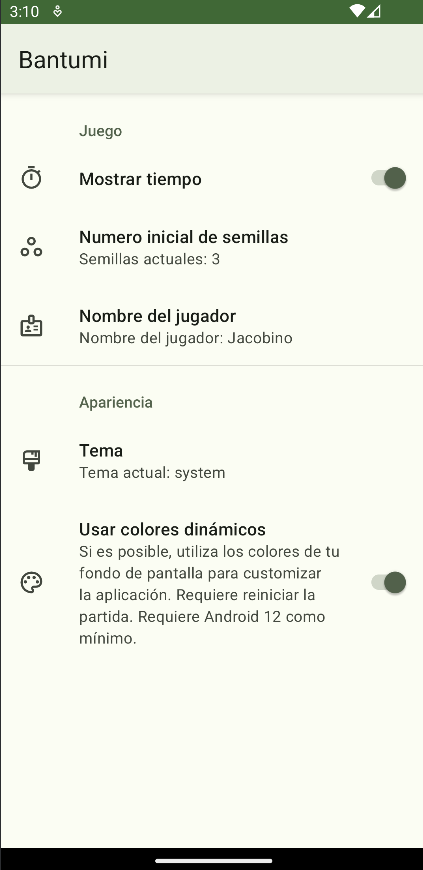 3:10
Bantumi
Juego
Mostrar tiempo
Numero inicial de semillas
Semillas actuales: 3
Nombre del jugador
Nombre del jugador: Jacobino
Apariencia
Tema
Tema actual: system
Usar colores dinámicos
Si es posible, utiliza los colores de tu
fondo de pantalla para customizar
la aplicación. Requiere reiniciar la
partida. Requiere Android 12 como
mínimo.